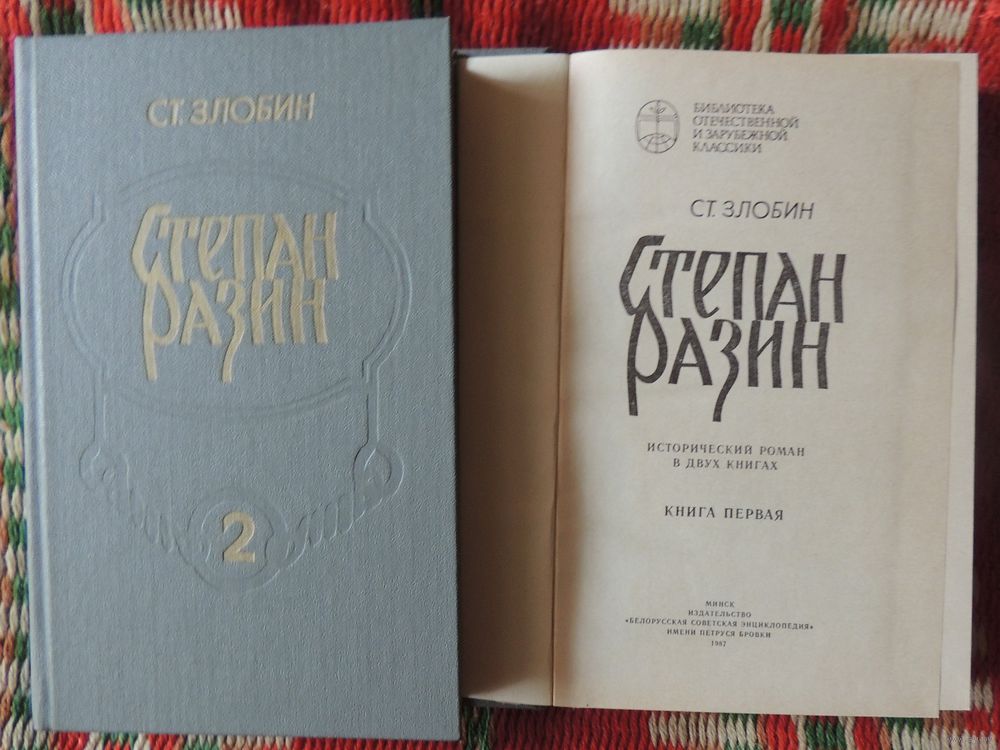 СТ. ЗЛОБИН
СТЕПАН
РАЗИН
2
БИБЛИОТЕКА
ОТЕЧЕСТВЕННОЙ
И ЗАРУБЕЖНОЙ
КЛАССИКИ
СТ. ЗЛОБИН
СТЕПАН
РАЗИН
ИСТОРИЧЕСКИЙ РОМАН
В ДВУХ КНИГАХ
КНИГА ПЕРВАЯ
МИНСК
ИЗДАТЕЛЬСТВО
«БЕЛОРУССКАЯ СОВЕТСКАЯ ЭНЦИКЛОПЕДИЯ»
ИМЕНИ ПЕТРУСЯ БРОВКИ
1987